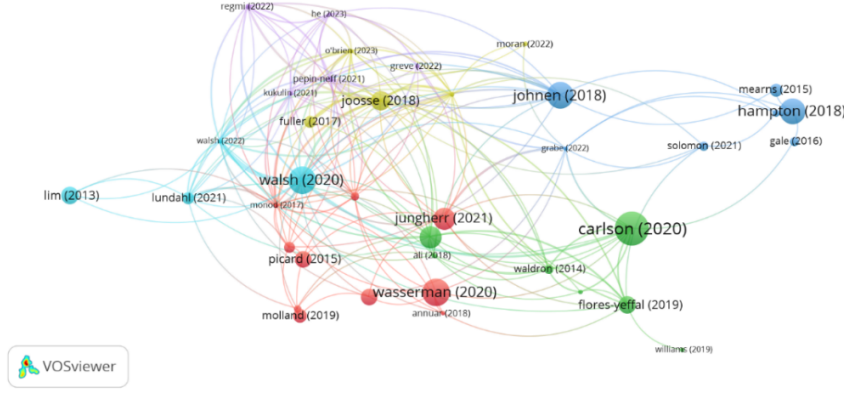 regmi (2022)
he (2023)
o'brien (2023)
moran (2022)
greve (2022)
pepin-neff (2021)
kukulin (2021)
joosse (2018)
johnen (2018)
mearns (2015)
hampton (2018)
fuller (2017)
walsh (2022)
grabe (2022)
solomon (2021)
gale (2016)
walsh (2020)
lim (2013)
lundahl (2021)
monod (2017)
jungherr (2021)
carlson (2020)
picard (2015)
ali (2018)
waldron (2014)
wasserman (2020)
flores-yeffal (2019)
molland (2019)
annuar (2018)
williams (2019)
VOSviewer